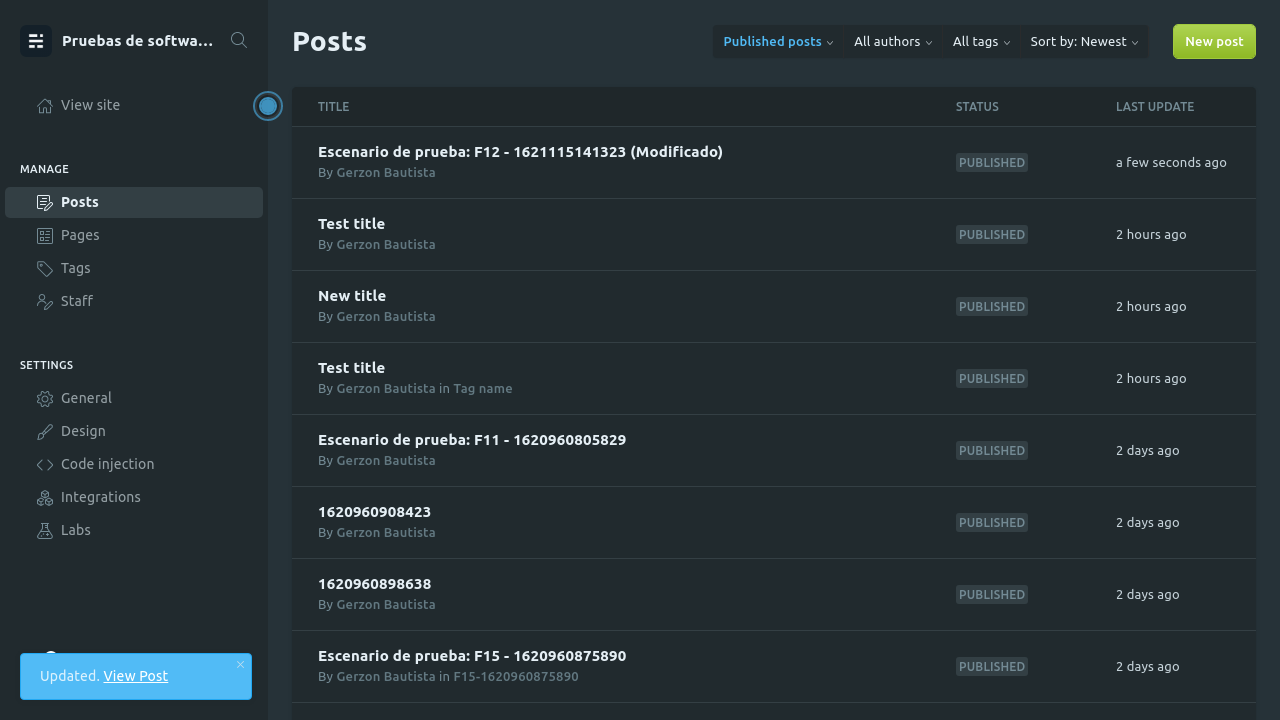 Pruebas de softwa...
View site
MANAGE
Posts
Pages
Tags
Staff
SETTINGS
General
Design
Code injection
Integrations
Labs
Updated. View Post
Posts
Published posts
All authors
All tags
Sort by: Newest
New post
TITLE STATUS LAST UPDATE
Escenario de prueba: F12 - 1621115141323 (Modificado)
By Gerzon Bautista
PUBLISHED
a few seconds ago
Test title
By Gerzon Bautista
PUBLISHED
2 hours ago
New title
By Gerzon Bautista
PUBLISHED
2 hours ago
Test title
By Gerzon Bautista in Tag name
PUBLISHED
2 hours ago
Escenario de prueba: F11 - 1620960805829
By Gerzon Bautista
PUBLISHED
2 days ago
1620960908423
By Gerzon Bautista
PUBLISHED
2 days ago
1620960898638
By Gerzon Bautista
PUBLISHED
2 days ago
Escenario de prueba: F15 - 1620960875890
By Gerzon Bautista in F15-1620960875890
PUBLISHED
2 days ago